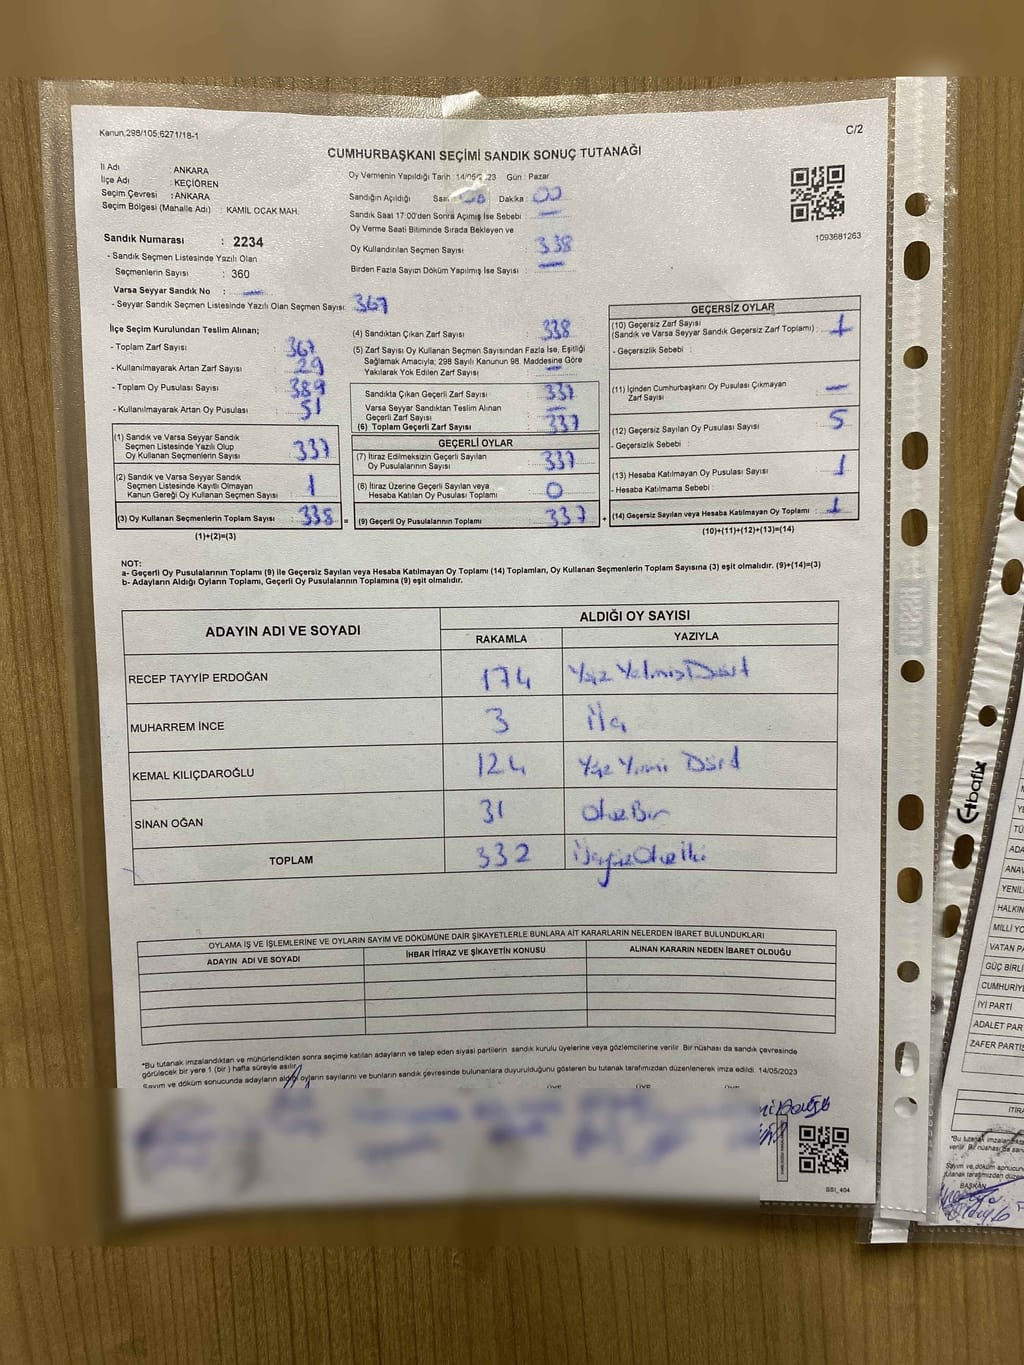 Kanun,298/105;6271/18-1
C/2
CUMHURBAŞKANI SEÇİMİ SANDIK SONUÇ TUTANAĞI
İl Adı : ANKARA
İlçe Adı : KEÇİÖREN
Seçim Çevresi : ANKARA
Seçim Bölgesi (Mahalle Adı) : KAMİL OCAK MAH.
Oy Vermenin Yapıldığı Tarih : 14/05/2023 Gün : Pazar
Sandığın Açıldığı Saat Dakika : 00
Sandık Saat 17:00'den Sonra Açımış İse Sebebi : —
Oy Verme Saati Bitiminde Sırada Bekleyen ve
Oy Kullandırılan Seçmen Sayısı : 338
Birden Fazla Sayım Döküm Yapılmış İse Sayısı : —
1093681263
Sandık Numarası : 2234
- Sandık Seçmen Listesinde Yazılı Olan
Seçmenlerin Sayısı : 360
Varsa Seyyar Sandık No : —
- Seyyar Sandık Seçmen Listesinde Yazılı Olan Seçmen Sayısı: 367
İlçe Seçim Kurulundan Teslim Alınan;
- Toplam Zarf Sayısı : 367
- Kullanılmayarak Artan Zarf Sayısı : 29
- Toplam Oy Pusulası Sayısı : 389
- Kullanılmayarak Artan Oy Pusulası : 51
(1) Sandık ve Varsa Seyyar Sandık
Seçmen Listesinde Yazılı Olup
Oy Kullanan Seçmenlerin Sayısı : 337
(2) Sandık ve Varsa Seyyar Sandık
Seçmen Listesinde Kayıtlı Olmayan
Kanun Gereği Oy Kullanan Seçmen Sayısı : 1
(3) Oy Kullanan Seçmenlerin Toplam Sayısı : 338
(1)+(2)=(3)
(4) Sandıktan Çıkan Zarf Sayısı : 338
(5) Zarf Sayısı Oy Kullanan Seçmen Sayısından Fazla İse, Eşitliği
Sağlamak Amacıyla; 298 Sayılı Kanunun 98. Maddesine Göre
Yakılarak Yok Edilen Zarf Sayısı : —
Sandıkta Çıkan Geçerli Zarf Sayısı : 337
Varsa Seyyar Sandıktan Teslim Alınan
Geçerli Zarf Sayısı : —
(6) Toplam Geçerli Zarf Sayısı : 337
GEÇERLİ OYLAR
(7) İtiraz Edilmeksizin Geçerli Sayılan
Oy Pusulalarının Sayısı : 337
(8) İtiraz Üzerine Geçerli Sayılan veya
Hesaba Katılan Oy Pusulası Toplamı : 0
(9) Geçerli Oy Pusulalarının Toplamı : 337
GEÇERSİZ OYLAR
(10) Geçersiz Zarf Sayısı
(Sandık ve Varsa Seyyar Sandık Geçersiz Zarf Toplamı) : 1
- Geçersizlik Sebebi :
(11) İçinden Cumhurbaşkanı Oy Pusulası Çıkmayan
Zarf Sayısı : —
(12) Geçersiz Sayılan Oy Pusulası Sayısı : 5
- Geçersizlik Sebebi :
(13) Hesaba Katılmayan Oy Pusulası Sayısı : 1
- Hesaba Katılmama Sebebi :
(14) Geçersiz Sayılan veya Hesaba Katılmayan Oy Toplamı : 1
(10)+(11)+(12)+(13)=(14)
NOT:
a- Geçerli Oy Pusulalarının Toplamı (9) ile Geçersiz Sayılan veya Hesaba Katılmayan Oy Toplamı (14) Toplamları, Oy Kullanan Seçmenlerin Toplam Sayısına (3) eşit olmalıdır. (9)+(14)=(3)
b- Adayların Aldığı Oyların Toplamı, Geçerli Oy Pusulalarının Toplamına (9) eşit olmalıdır.
ADAYIN ADI VE SOYADI ALDIĞI OY SAYISI
RAKAMLA YAZIYLA
RECEP TAYYİP ERDOĞAN 174 Yüz Yetmiş Dört
MUHARREM İNCE 3
KEMAL KILIÇDAROĞLU 124 Yüz Yirmi Dört
SİNAN OĞAN 31 Otuz Bir
TOPLAM 332 Üçyüz Otuz İki
OYLAMA İŞ VE İŞLEMLERİNE VE OYLARIN SAYIM VE DÖKÜMÜNE DAİR ŞİKAYETLERLE BUNLARA AİT KARARLARIN NELERDEN İBARET BULUNDUKLARI
ADAYIN ADI VE SOYADI İHBAR İTİRAZ VE ŞİKAYETİN KONUSU ALINAN KARARIN NEDEN İBARET OLDUĞU
*Bu tutanak imzalandıktan ve mühürlendikten sonra seçime katılan adayların ve talep eden siyasi partilerin sandık kurulu üyelerine veya gözlemcilerine verilir. Bir nüshası da sandık çevresinde
görülecek bir yere 1 (bir) hafta süreyle asılır.
Sayım ve döküm sonucunda adayların aldığı oyların sayılarını ve bunların sandık çevresinde bulunanlara duyurulduğunu gösteren bu tutanak tarafımızdan düzenlenerek imza edildi. 14/05/2023
ÜYE ÜYE ÜYE
SSİ_404
bafix
ADA
ANAV
YENİL
HALKIN
MİLLİ YO
VATAN PA
GÜÇ BİRLİ
CUMHURİYE
İYİ PARTİ
ADALET PAR
ZAFER PARTİS
İTİRA
*Bu tutanak imzalandıkta
verilir. Bir nüshası da san
Sayım ve döküm sonucun
tutanak tarafımızdan düzen
BAŞKAN